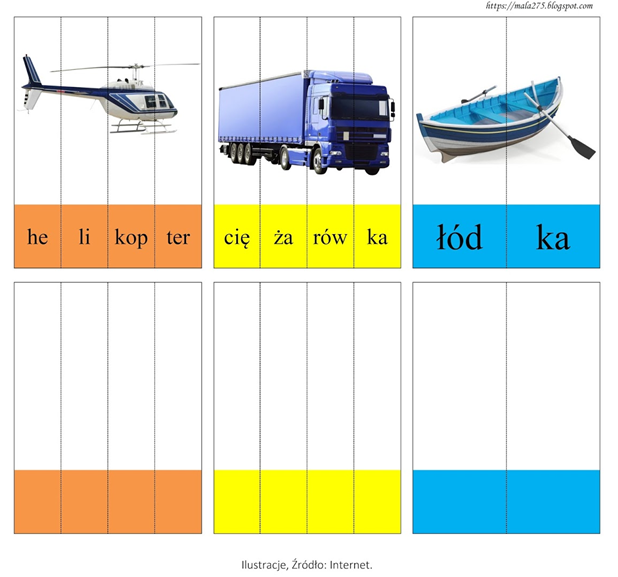 https://mala275.blogspot.com
he li kop ter
cię ża rów ka
łód ka
Ilustracje, Źródło: Internet.